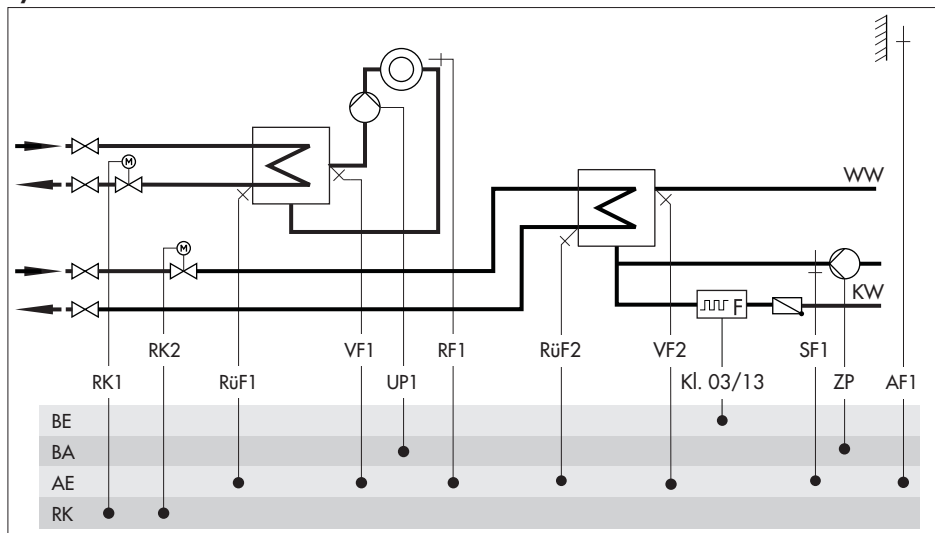 M
WW
M
F
KW
RK2 VF1 RF1 RüF2 VF2 SF1
RK1 RüF1 UP1 Kl. 03/13 ZP AF1
BE
BA
AE
RK